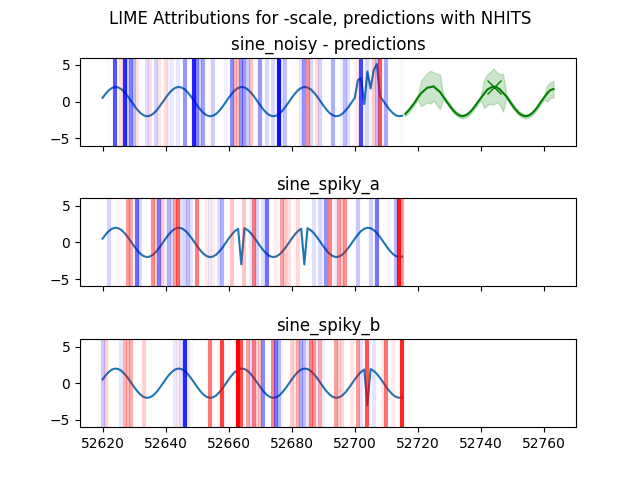 LIME Attributions for -scale, predictions with NHITS
sine_noisy - predictions
5
0
−5
sine_spiky_a
5
0
−5
sine_spiky_b
5
0
−5
52620 52640 52660 52680 52700 52720 52740 52760